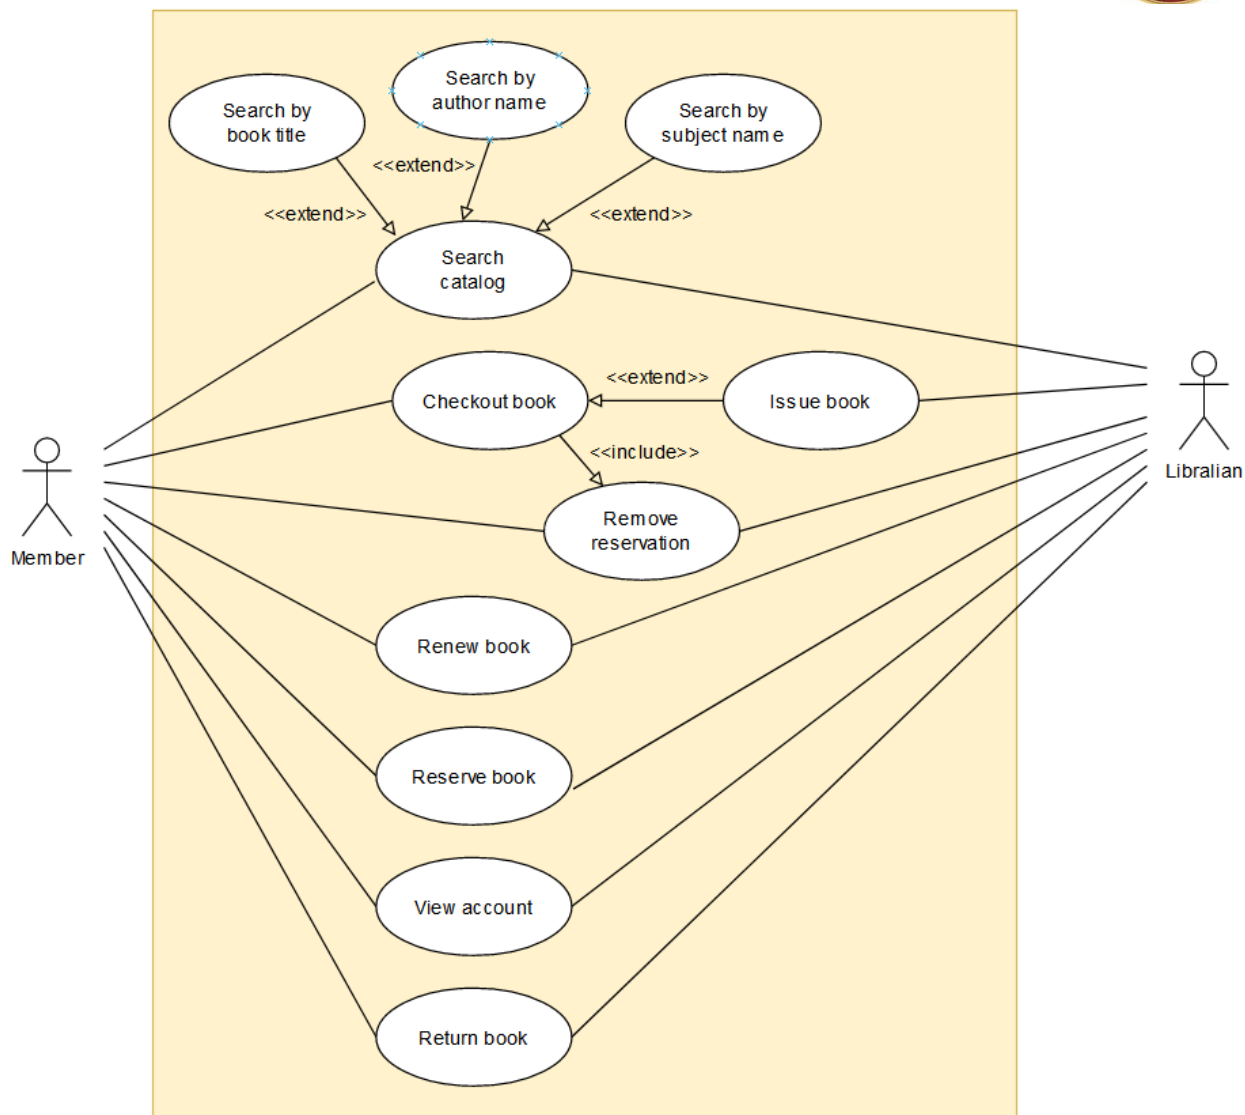 Search by
author name
Search by
book title
Search by
subject name
<<extend>>
<<extend>>
<<extend>>
Search
catalog
Checkout book
<<extend>>
Issue book
<<include>>
Libralian
Remove
reservation
Member
Renew book
Reserve book
View account
Return book